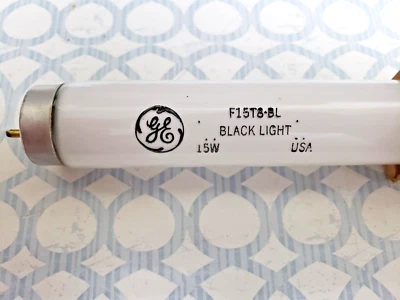 GE
F15T8·BL
BLACK LIGHT
15W USA